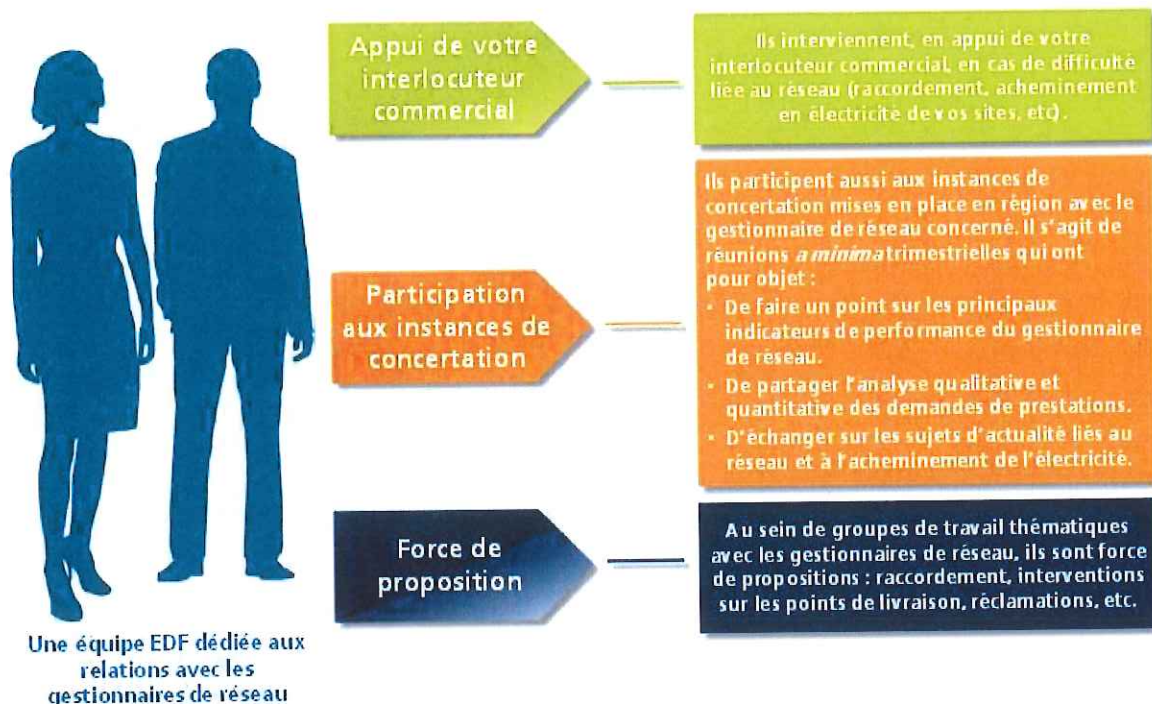 Appui de votre
interlocuteur
commercial
Ils interviennent, en appui de votre
interlocuteur commercial, en cas de difficulté
liée au réseau (raccordement, acheminement
en électricité de vos sites, etc).
Participation
aux instances de
concertation
Ils participent aussi aux instances de
concertation mises en place en région avec le
gestionnaire de réseau concerné. Il s'agit de
réunions a minima trimestrielles qui ont
pour objet :
• De faire un point sur les principaux
indicateurs de performance du gestionnaire
de réseau.
• De partager l'analyse qualitative et
quantitative des demandes de prestations.
• D'échanger sur les sujets d'actualité liés au
réseau et à l'acheminement de l'électricité.
Force de
proposition
Au sein de groupes de travail thématiques
avec les gestionnaires de réseau, ils sont force
de propositions : raccordement, interventions
sur les points de livraison, réclamations, etc.
Une équipe EDF dédiée aux
relations avec les
gestionnaires de réseau